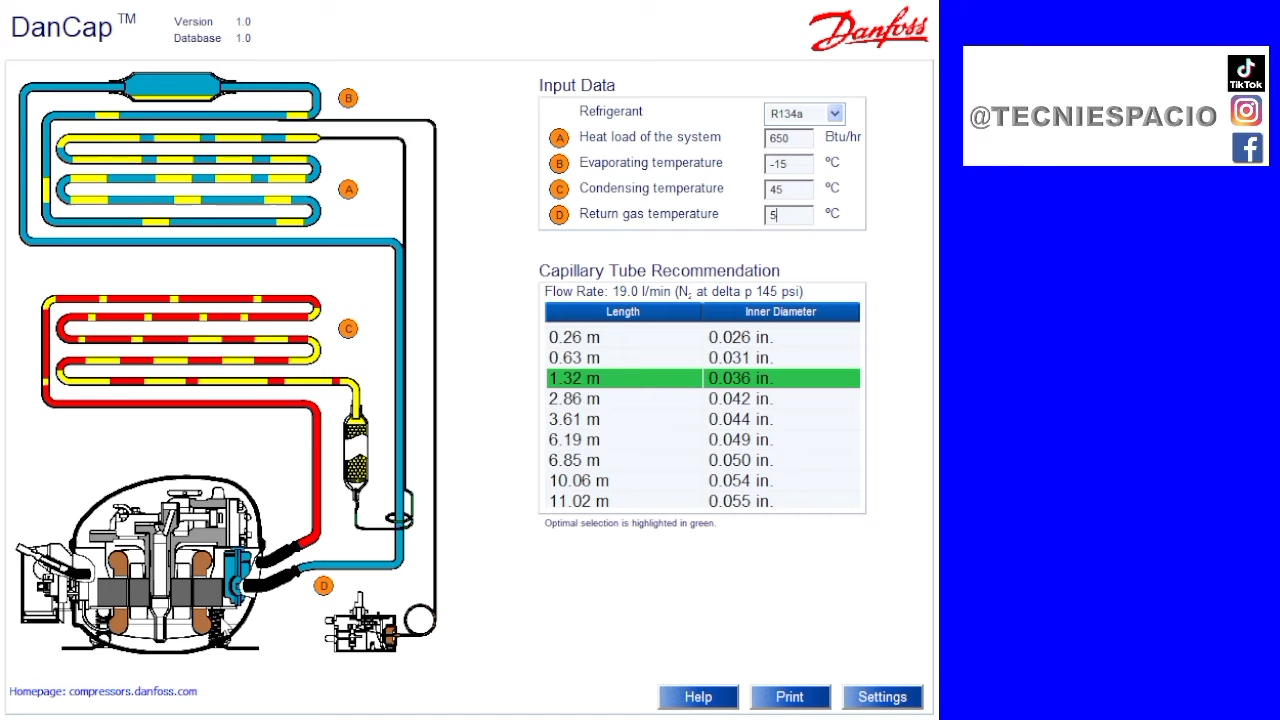 DanCap™
Version 1.0
Database 1.0
Danfoss
TikTok
@TECNIESPACIO
Input Data
Refrigerant R134a
A Heat load of the system 650 Btu/hr
B Evaporating temperature -15 ºC
C Condensing temperature 45 ºC
D Return gas temperature 5 ºC
B
A
C
D
Capillary Tube Recommendation
Flow Rate: 19.0 l/min (N2 at delta p 145 psi)
Length Inner Diameter
0.26 m 0.026 in.
0.63 m 0.031 in.
1.32 m 0.036 in.
2.86 m 0.042 in.
3.61 m 0.044 in.
6.19 m 0.049 in.
6.85 m 0.050 in.
10.06 m 0.054 in.
11.02 m 0.055 in.
Optimal selection is highlighted in green.
Homepage: compressors.danfoss.com
Help Print Settings